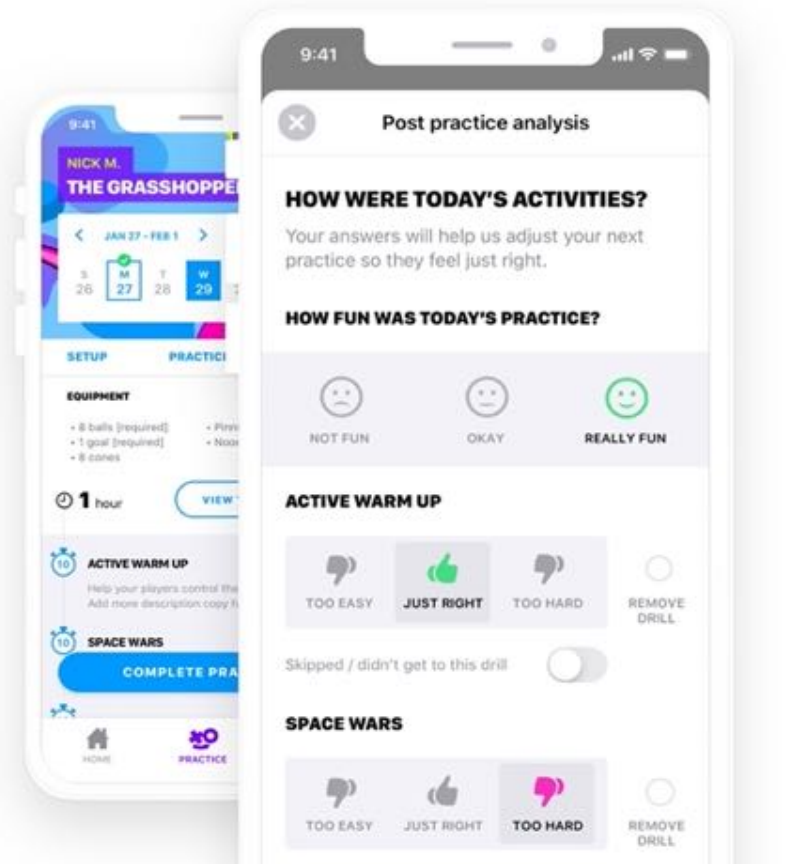 9:41
NICK M.
THE GRASSHOPPE
JAN 27 - FEB 1
S M T W
26 27 28 29
SETUP PRACTICE
EQUIPMENT
• 8 balls [required]
• 1 goal [required]
• 8 cones
1 hour
VIEW
10 ACTIVE WARM UP
Help your players control the
Add more description copy
10 SPACE WARS
COMPLETE PRA
HOME PRACTICE
9:41
Post practice analysis
HOW WERE TODAY'S ACTIVITIES?
Your answers will help us adjust your next
practice so they feel just right.
HOW FUN WAS TODAY'S PRACTICE?
NOT FUN OKAY REALLY FUN
ACTIVE WARM UP
TOO EASY JUST RIGHT TOO HARD REMOVE
DRILL
Skipped / didn't get to this drill
SPACE WARS
TOO EASY JUST RIGHT TOO HARD REMOVE
DRILL